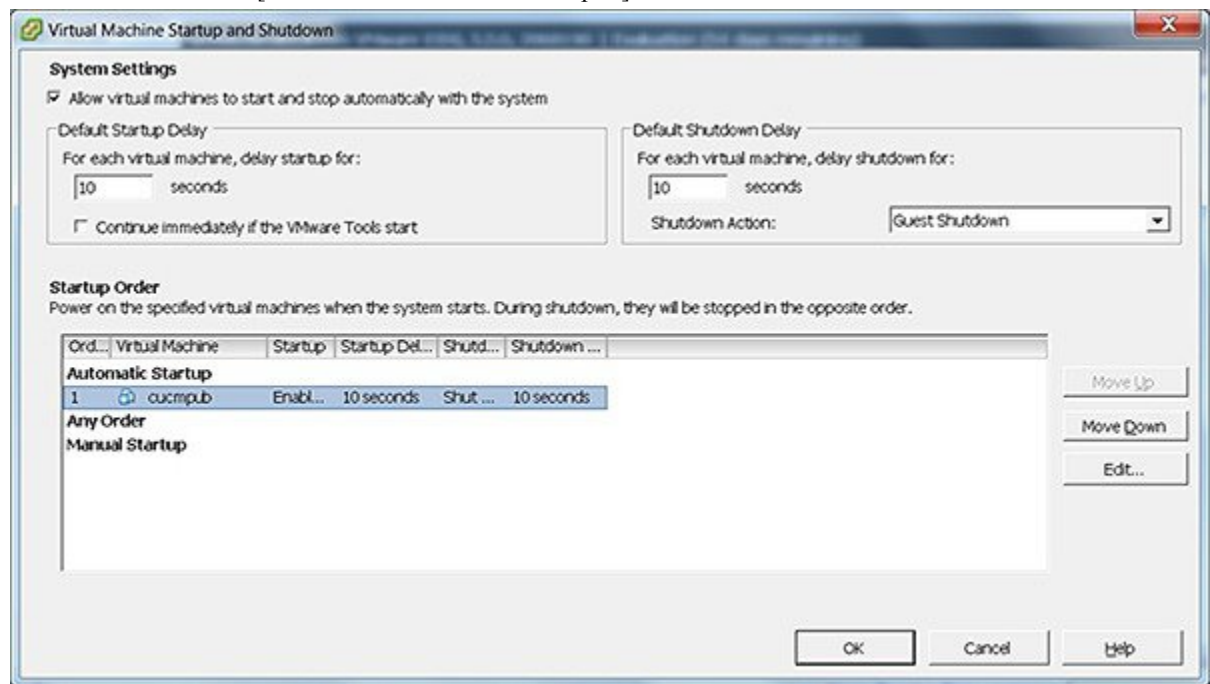 Virtual Machine Startup and Shutdown
System Settings
Allow virtual machines to start and stop automatically with the system
Default Startup Delay
For each virtual machine, delay startup for:
10 seconds
Continue immediately if the VMware Tools start
Default Shutdown Delay
For each virtual machine, delay shutdown for:
10 seconds
Shutdown Action: Guest Shutdown
Startup Order
Power on the specified virtual machines when the system starts. During shutdown, they will be stopped in the opposite order.
Ord... Virtual Machine Startup Startup Del... Shutd... Shutdown ...
Automatic Startup
1 cucmpub Enabl... 10 seconds Shut ... 10 seconds
Any Order
Manual Startup
Move Up
Move Down
Edit...
OK Cancel Help